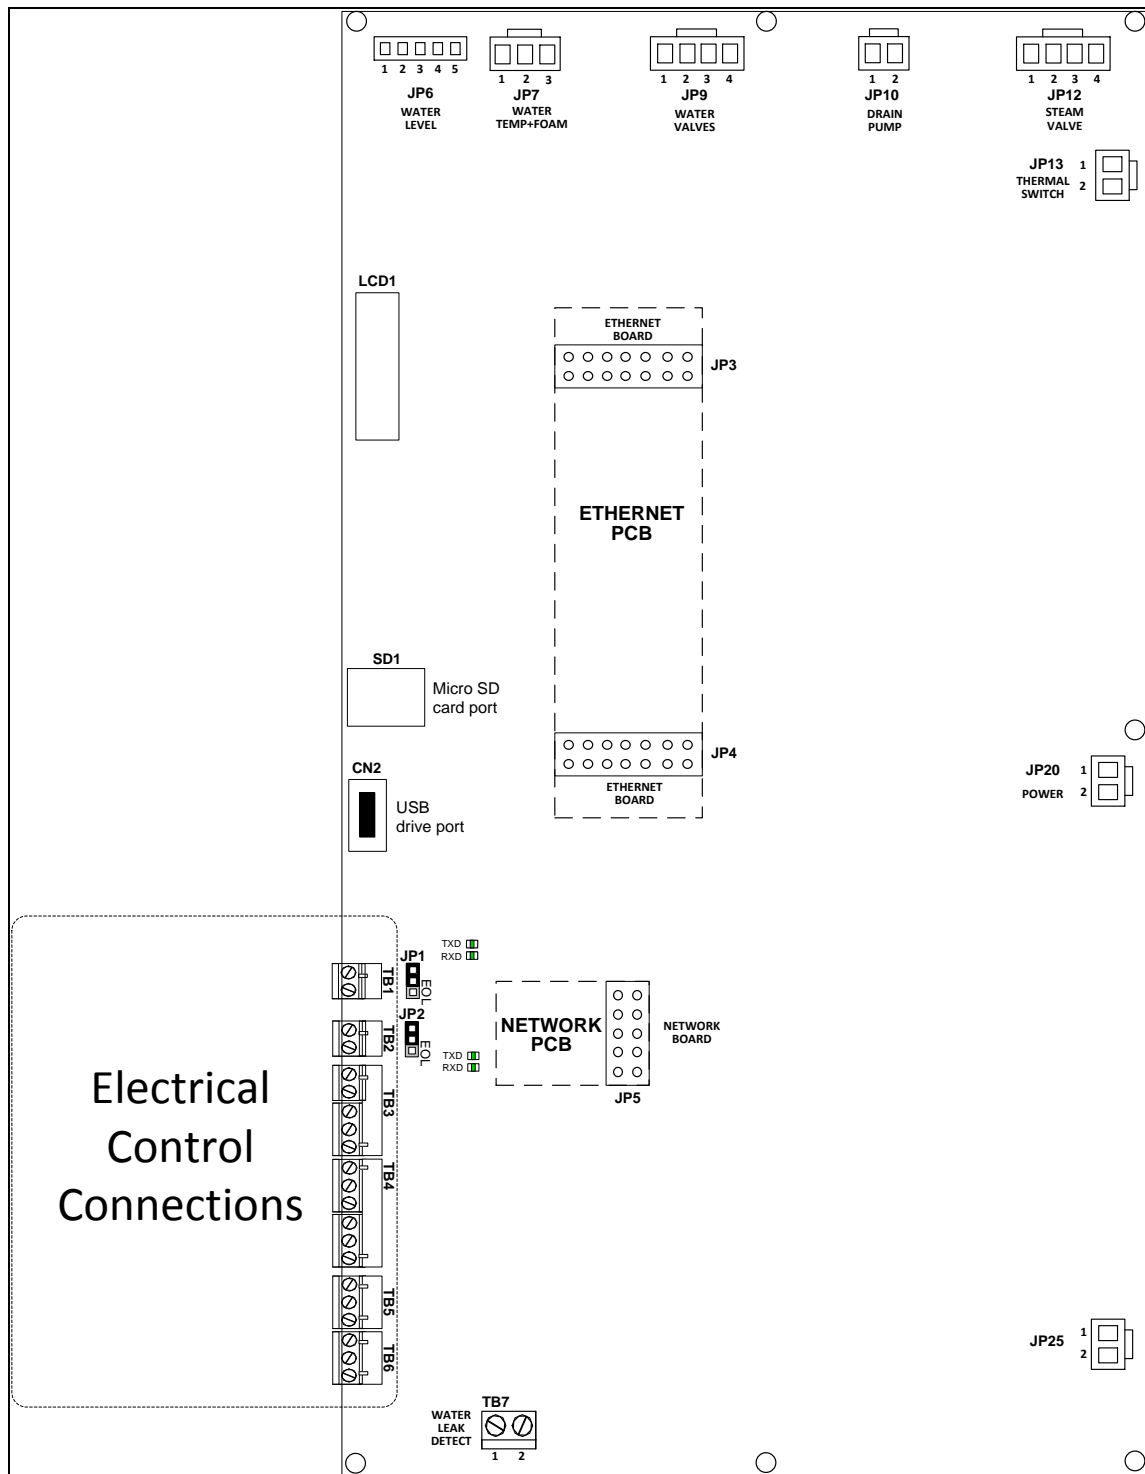 1 2 3 4 5
JP6
WATER
LEVEL
1 2 3
JP7
WATER
TEMP+FOAM
1 2 3 4
JP9
WATER
VALVES
1 2
JP10
DRAIN
PUMP
1 2 3 4
JP12
STEAM
VALVE
JP13 1
THERMAL 2
SWITCH
LCD1
ETHERNET
BOARD
JP3
ETHERNET
PCB
SD1
Micro SD
card port
JP4
ETHERNET
BOARD
CN2
USB
drive port
JP20 1
POWER 2
TXD
RXD
JP1
EOL
TB1
JP2
EOL
TB2
TXD
RXD
NETWORK
PCB
NETWORK
BOARD
JP5
Electrical
Control
Connections
TB3
TB4
TB5
TB6
JP25 1
2
TB7
WATER
LEAK
DETECT
1 2